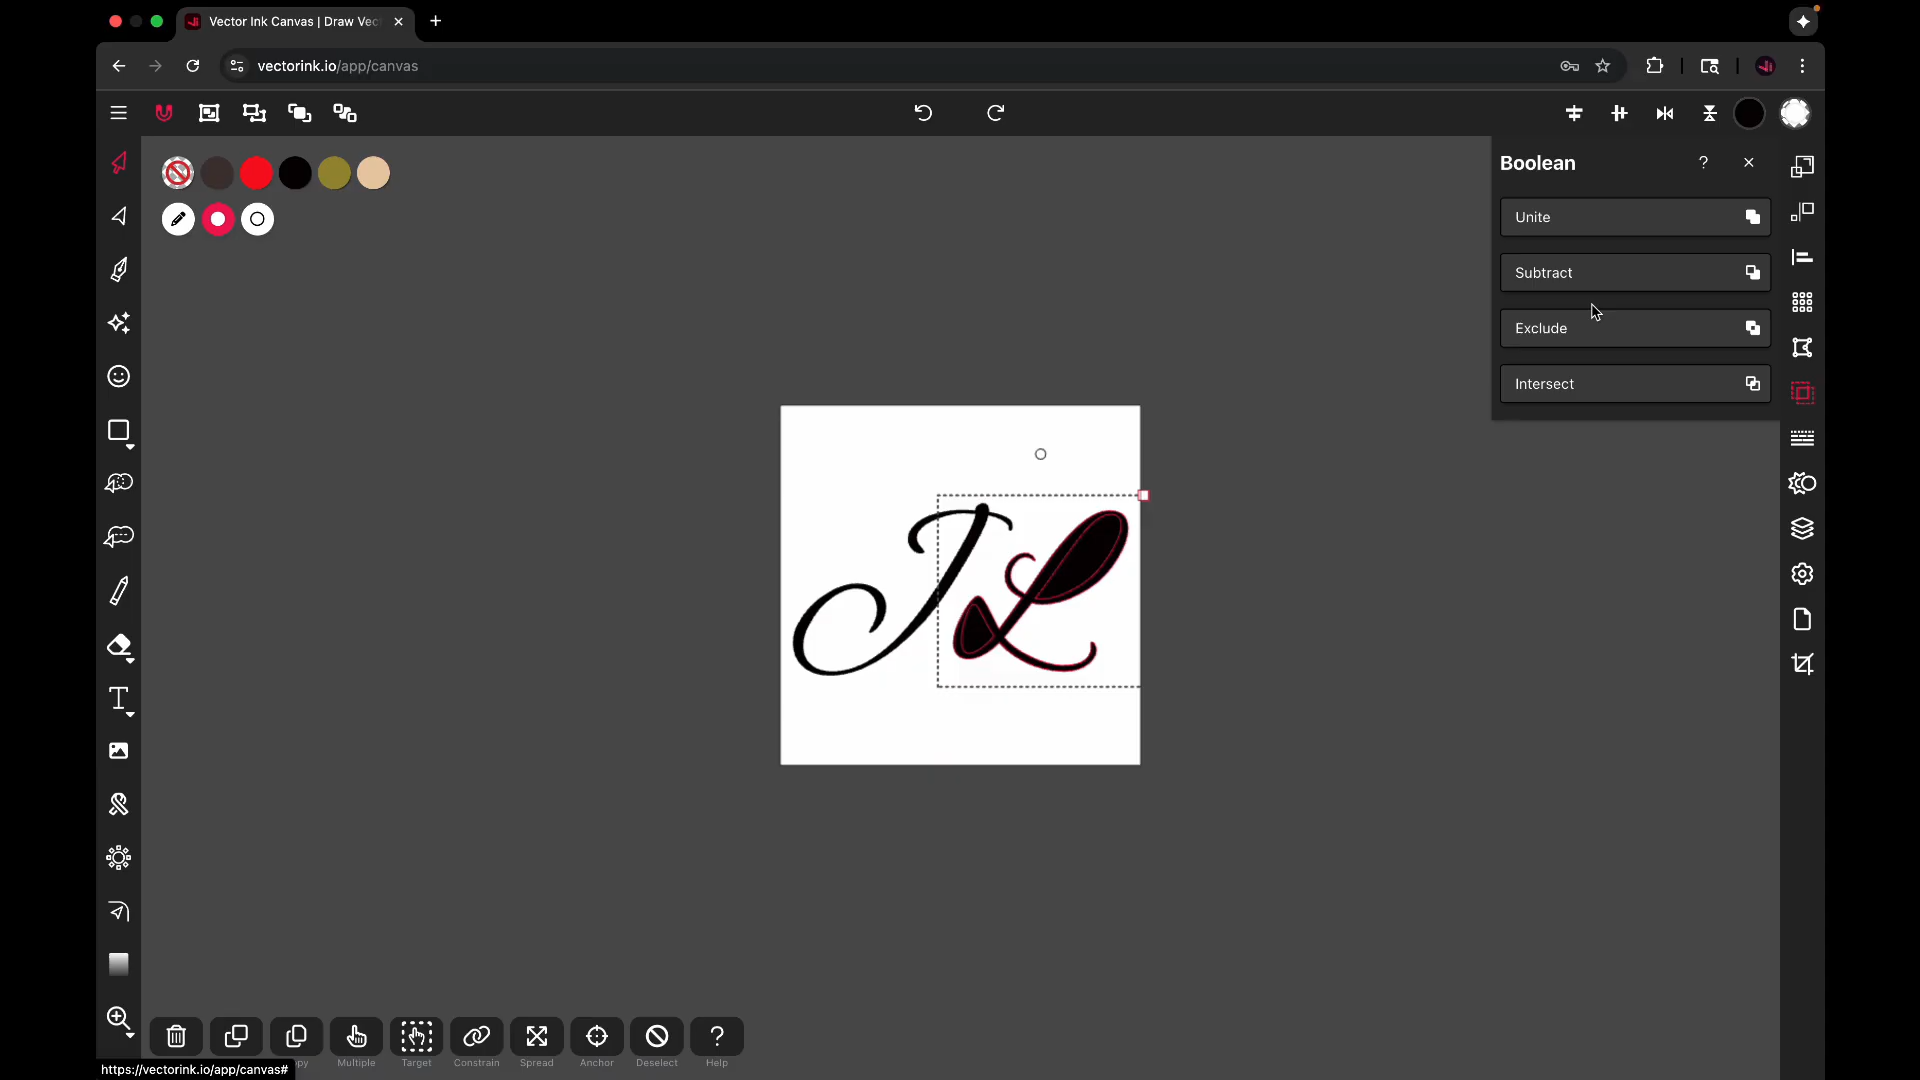 Vector Ink Canvas | Draw Vec
vectorink.io/app/canvas
Boolean
?
Unite
Subtract
Exclude
Intersect
J L
T
?
Multiple
Target
Constrain
Spread
Anchor
Deselect
Help
https://vectorink.io/app/canvas#